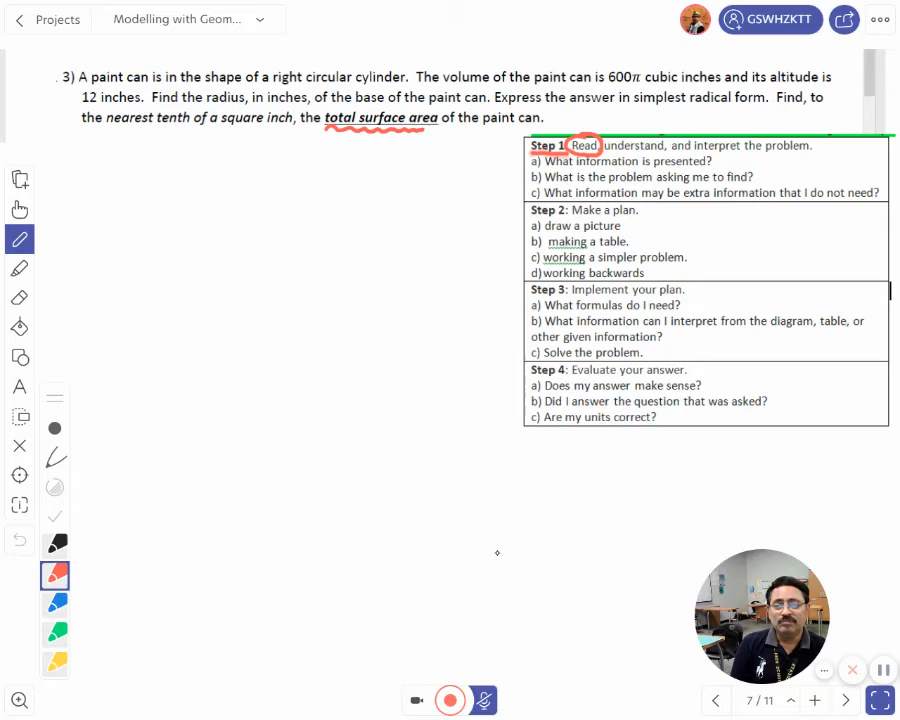 Projects
Modelling with Geom...
GSWHZKTT
3) A paint can is in the shape of a right circular cylinder. The volume of the paint can is 600π cubic inches and its altitude is
12 inches. Find the radius, in inches, of the base of the paint can. Express the answer in simplest radical form. Find, to
the nearest tenth of a square inch, the total surface area of the paint can.
Step 1 Read, understand, and interpret the problem.
a) What information is presented?
b) What is the problem asking me to find?
c) What information may be extra information that I do not need?
Step 2: Make a plan.
a) draw a picture
b) making a table.
c) working a simpler problem.
d)working backwards
Step 3: Implement your plan.
a) What formulas do I need?
b) What information can I interpret from the diagram, table, or
other given information?
c) Solve the problem.
Step 4: Evaluate your answer.
a) Does my answer make sense?
b) Did I answer the question that was asked?
c) Are my units correct?
7 / 11